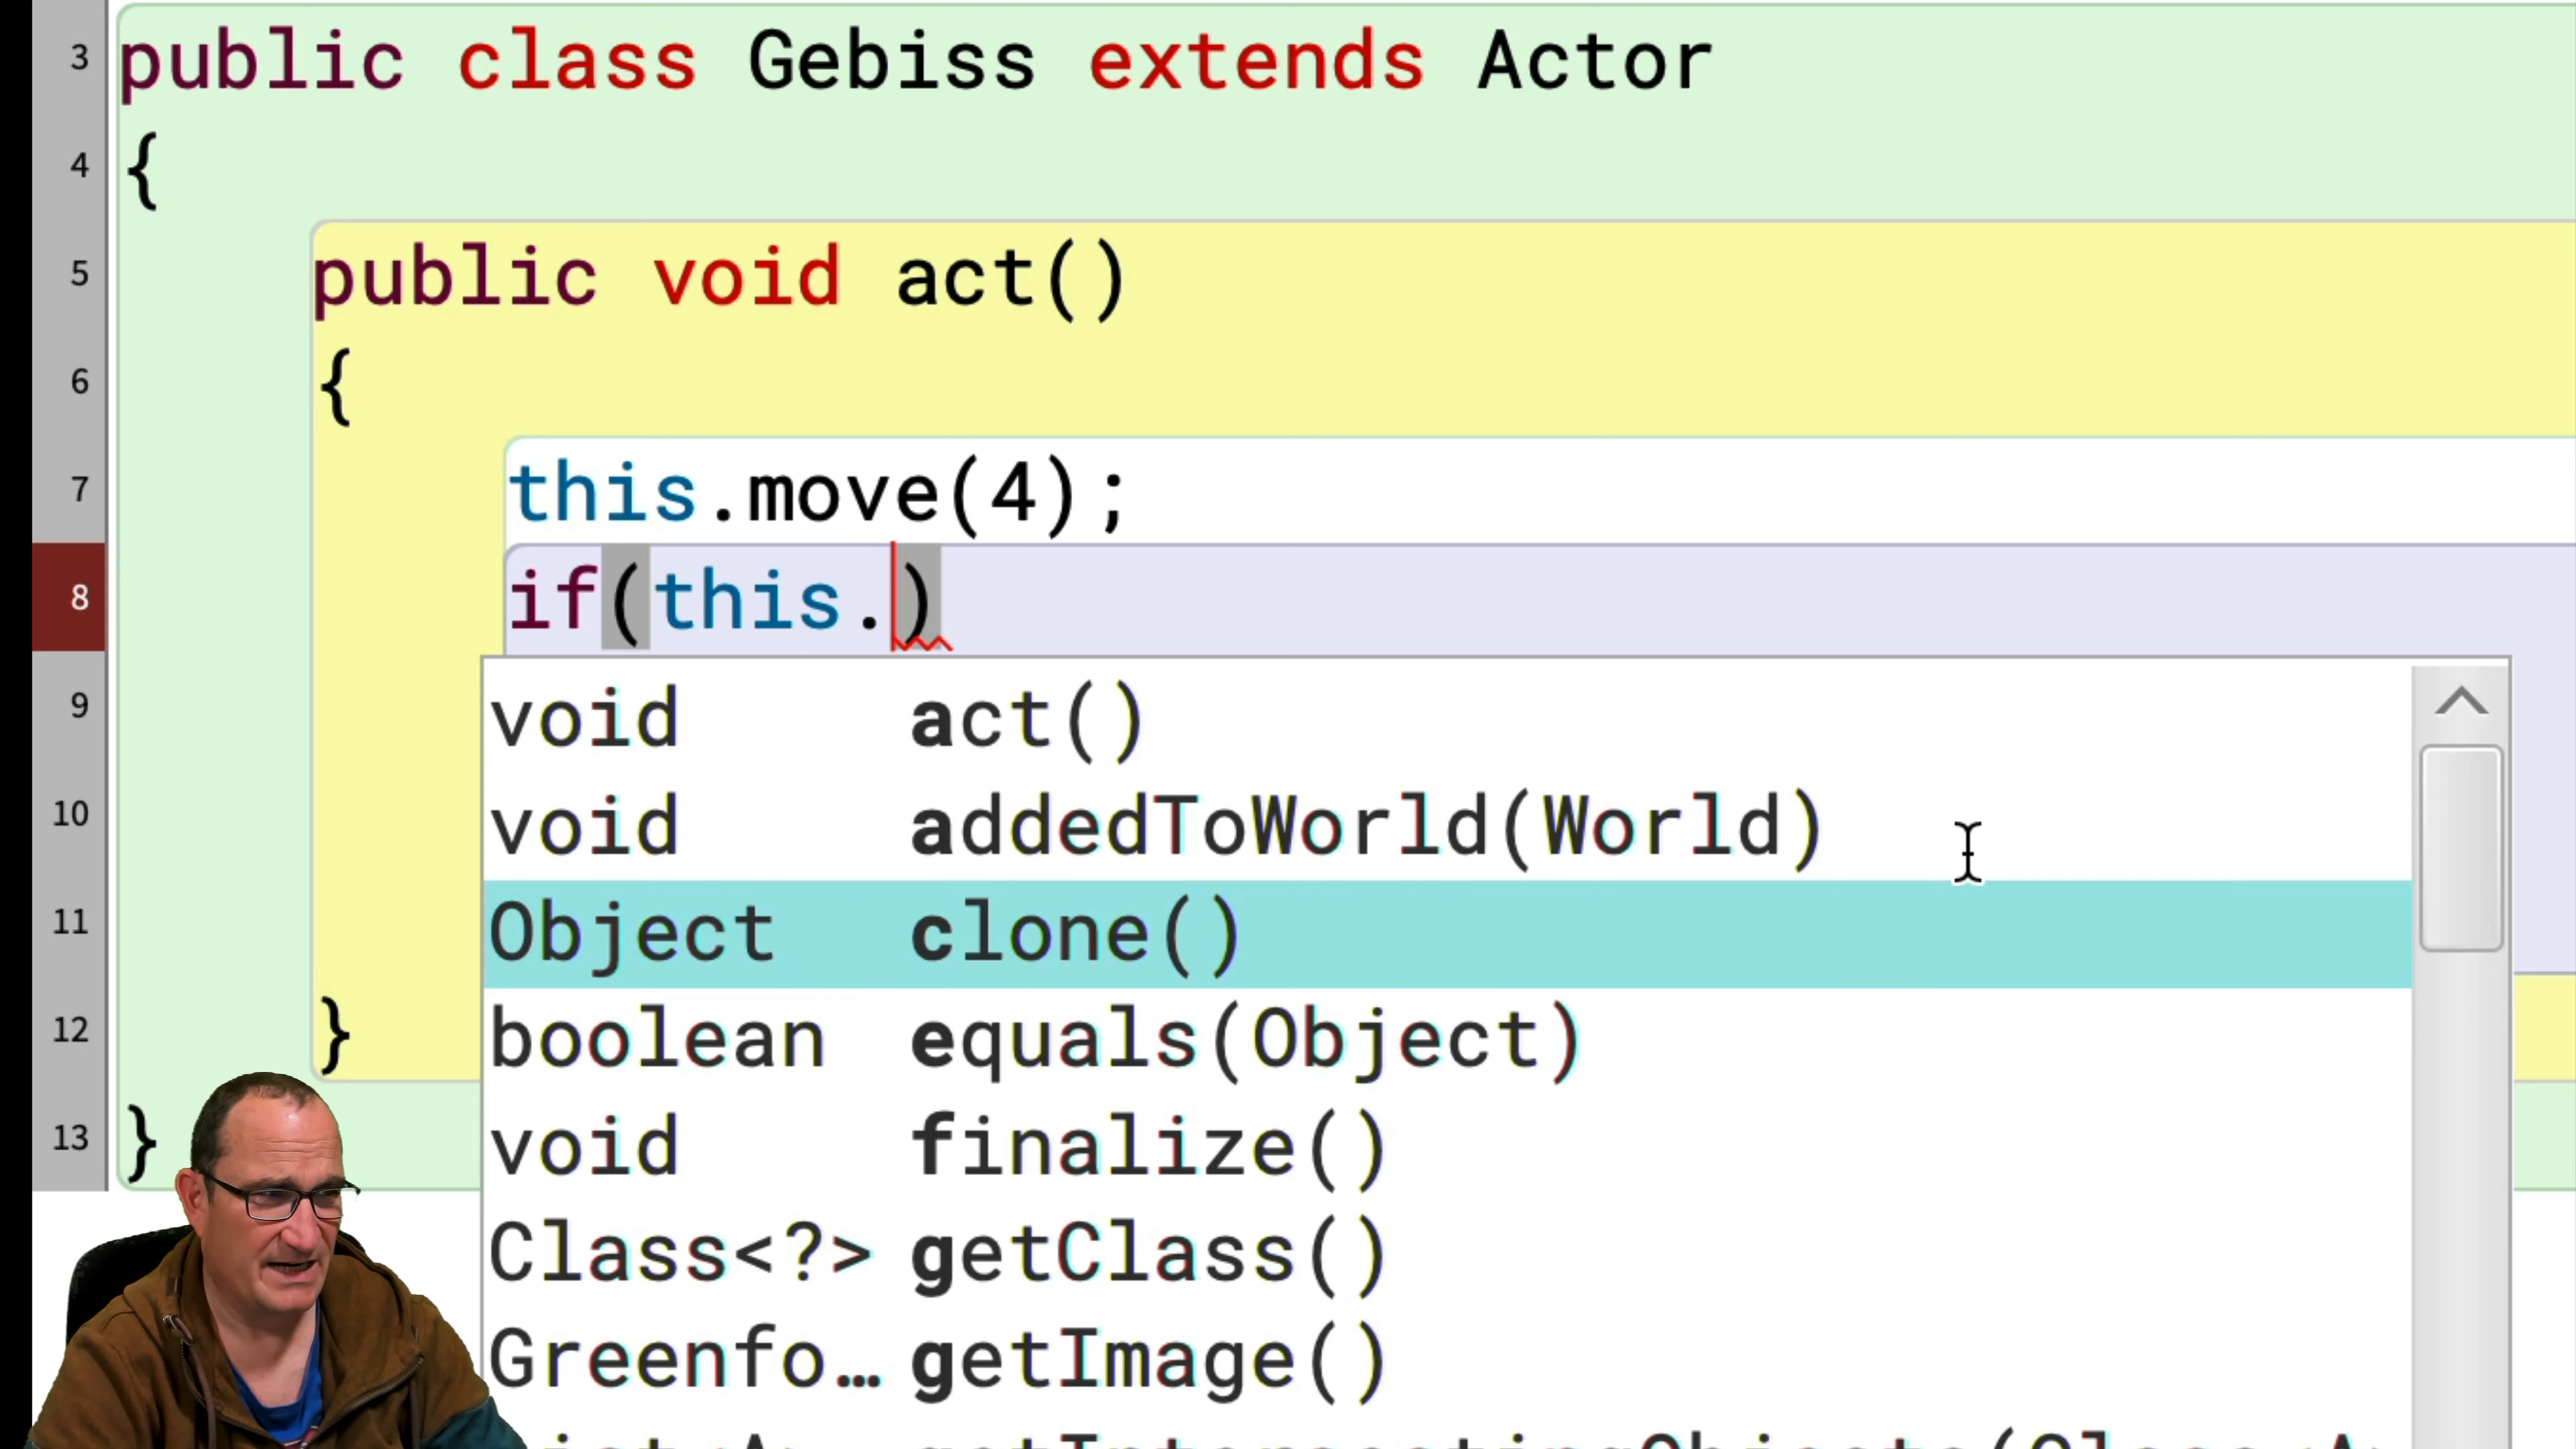 3 public class Gebiss extends Actor
4 {
5 public void act()
6 {
7 this.move(4);
8 if(this.)
9 void act()
10 void addedToWorld(World)
11 Object clone()
12 } boolean equals(Object)
13 } void finalize()
Class<?> getClass()
Greenfo… getImage()